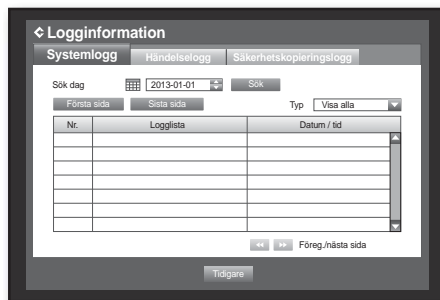 Logginformation
Systemlogg Händelselogg Säkerhetskopieringslogg
Sök dag 2013-01-01 Sök
Första sida Sista sida Typ Visa alla
Nr. Logglista Datum / tid
Föreg./nästa sida
Tidigare